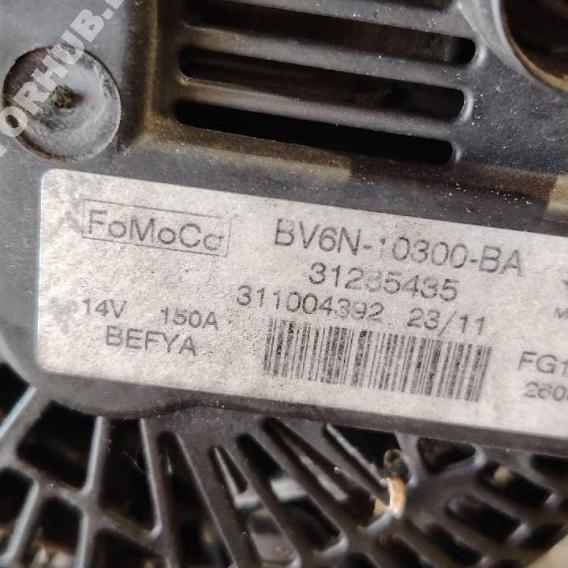 FoMoCo
BV6N-10300-BA
31285435
311004392 23/11
14V 150A
BEFYA